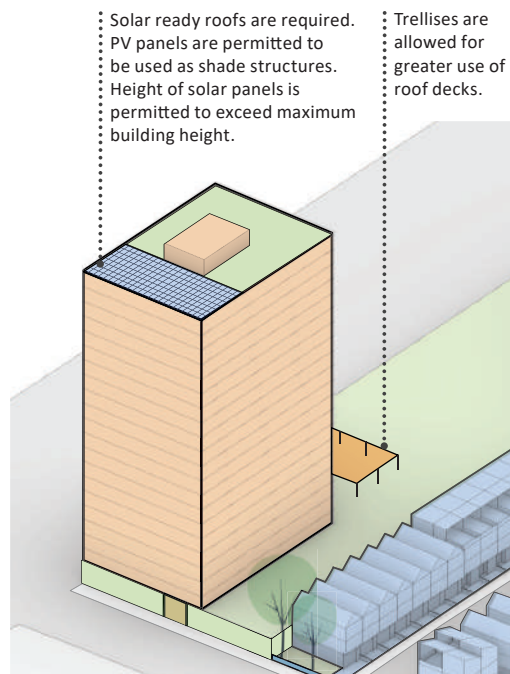 Solar ready roofs are required.
PV panels are permitted to
be used as shade structures.
Height of solar panels is
permitted to exceed maximum
building height.
Trellises are
allowed for
greater use of
roof decks.